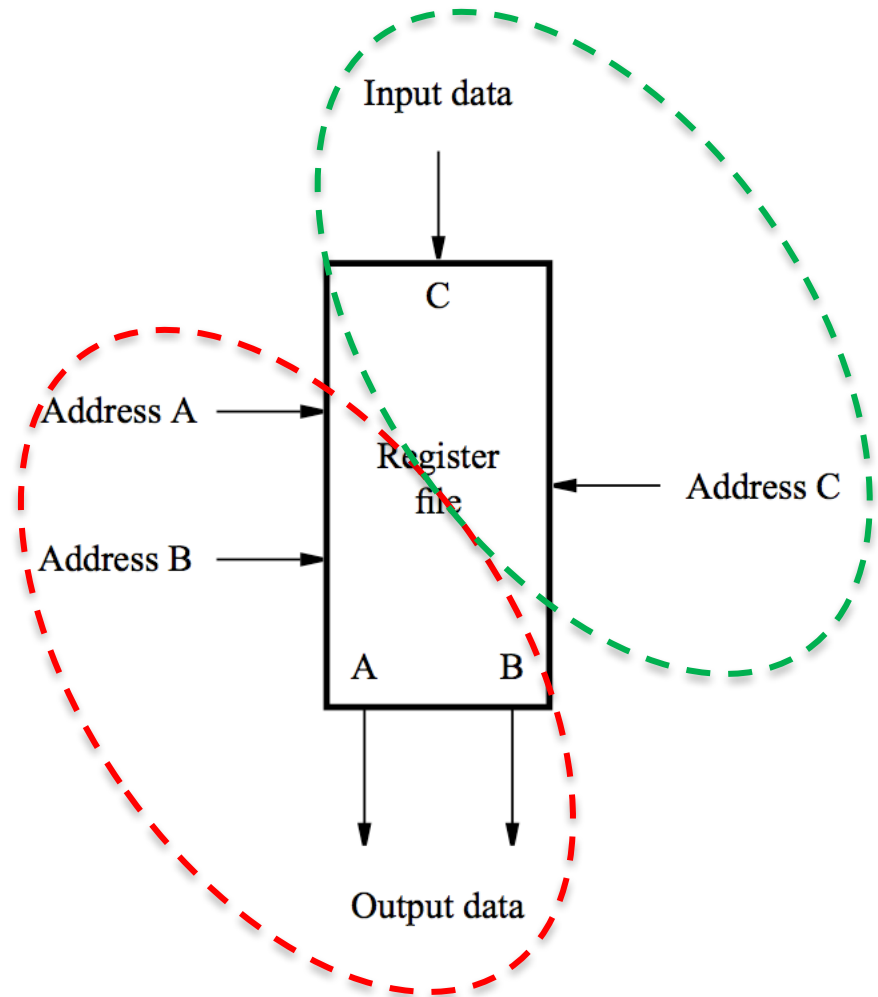 Input data
C
Address A
Register
file
Address C
Address B
A
B
Output data